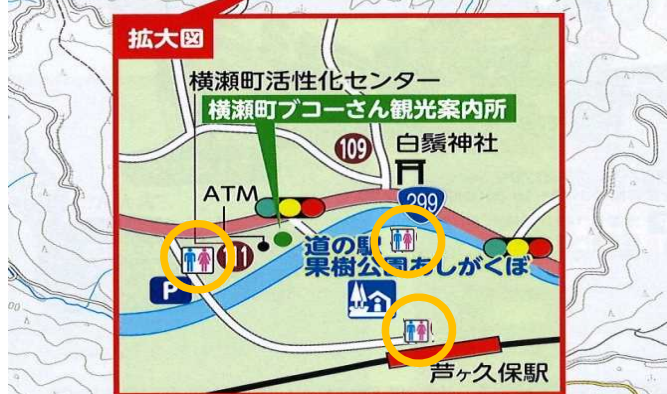 拡大図
横瀬町活性化センター
横瀬町ブコーさん観光案内所
109
白鬚神社
ATM
299
111
道の駅
果樹公園あしがくぼ
P
芦ヶ久保駅